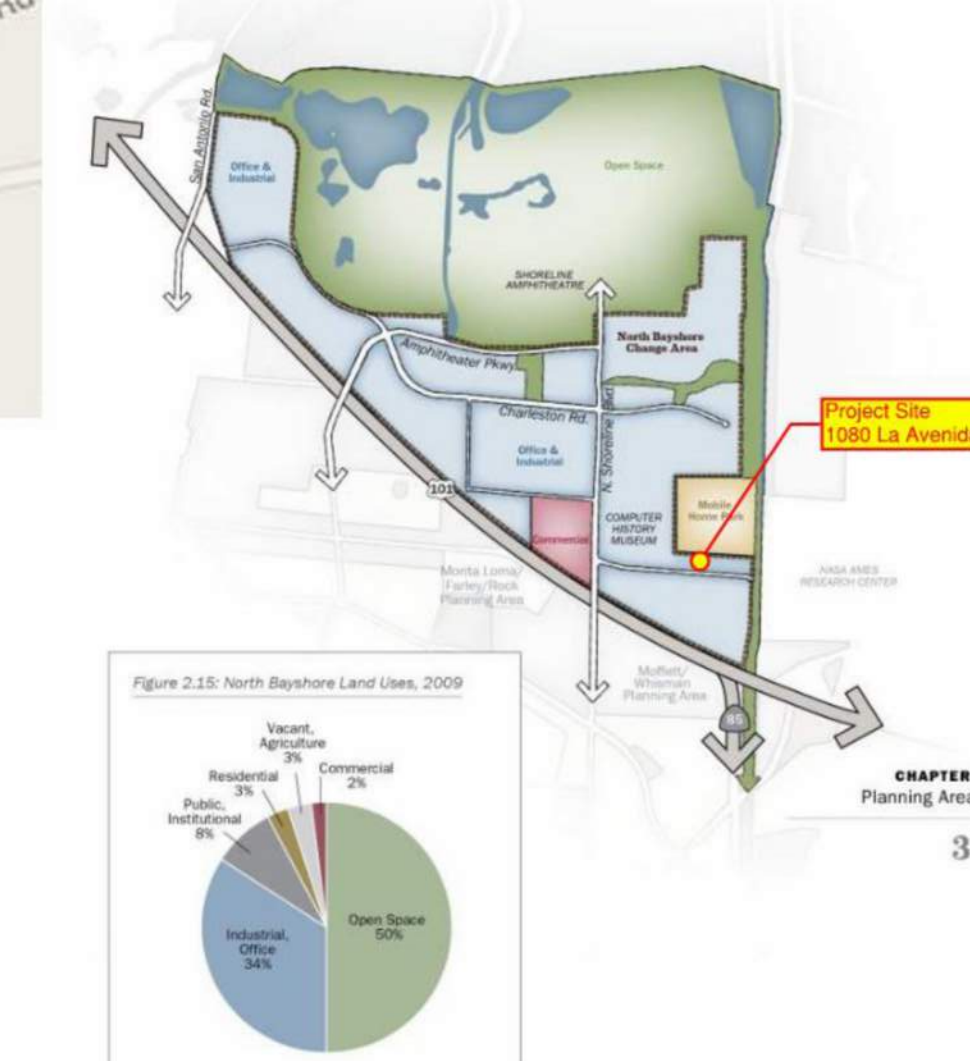 San Antonio Rd.
Office &
Industrial
Open Space
SHORELINE
AMPHITHEATRE
North Bayshore
Change Area
Amphitheater Pkwy.
Charleston Rd.
N. Shoreline Blvd.
Project Site
1080 La Avenida
Office &
Industrial
101
Mobile
Home Park
Commercial
COMPUTER
HISTORY
MUSEUM
NASA AMES
RESEARCH CENTER
Monta Loma/
Farley/Rock
Planning Area
Moffett/
Whisman
Planning Area
85
Figure 2.15: North Bayshore Land Uses, 2009
Vacant,
Agriculture
3%
Commercial
2%
Residential
3%
Public,
Institutional
8%
Open Space
50%
Industrial,
Office
34%
CHAPTER
Planning Area
3